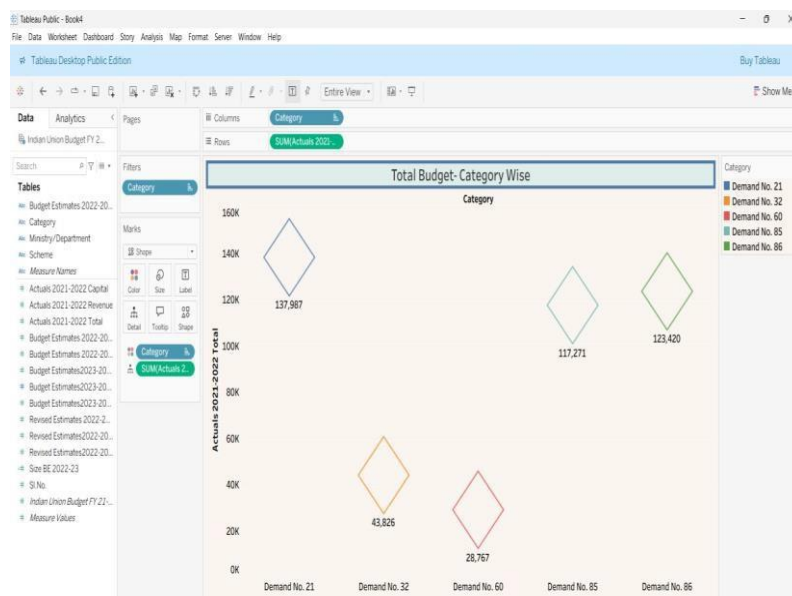 Tableau Public - Book4
File Data Worksheet Dashboard Story Analysis Map Format Server Window Help
Tableau Desktop Public Edition
Buy Tableau
Entire View
Show Me
Data Analytics
Indian Union Budget FY 2...
Search
Tables
Abc Budget Estimates 2022-20...
Abc Category
Abc Ministry/Department
Abc Scheme
Abc Measure Names
Actuals 2021-2022 Capital
Actuals 2021-2022 Revenue
Actuals 2021-2022 Total
Budget Estimates 2022-20...
Budget Estimates 2022-20...
Budget Estimates2023-20...
Budget Estimates2023-20...
Budget Estimates2023-20...
Revised Estimates 2022-2...
Revised Estimates2022-20...
Revised Estimates2022-20...
Size BE 2022-23
Sl.No.
Indian Union Budget FY 21-...
Measure Values
Pages
Filters
Category
Marks
Shape
Color Size Label
Detail Tooltip Shape
Category
SUM(Actuals 2..
Columns
Category
Rows
SUM(Actuals 202)..
Total Budget- Category Wise
Category
Actuals 2021-2022 Total
160K
140K
120K
100K
80K
60K
40K
20K
0K
137,987
43,826
28,767
117,271
123,420
Demand No. 21 Demand No. 32 Demand No. 60 Demand No. 85 Demand No. 86
Category
Demand No. 21
Demand No. 32
Demand No. 60
Demand No. 85
Demand No. 86